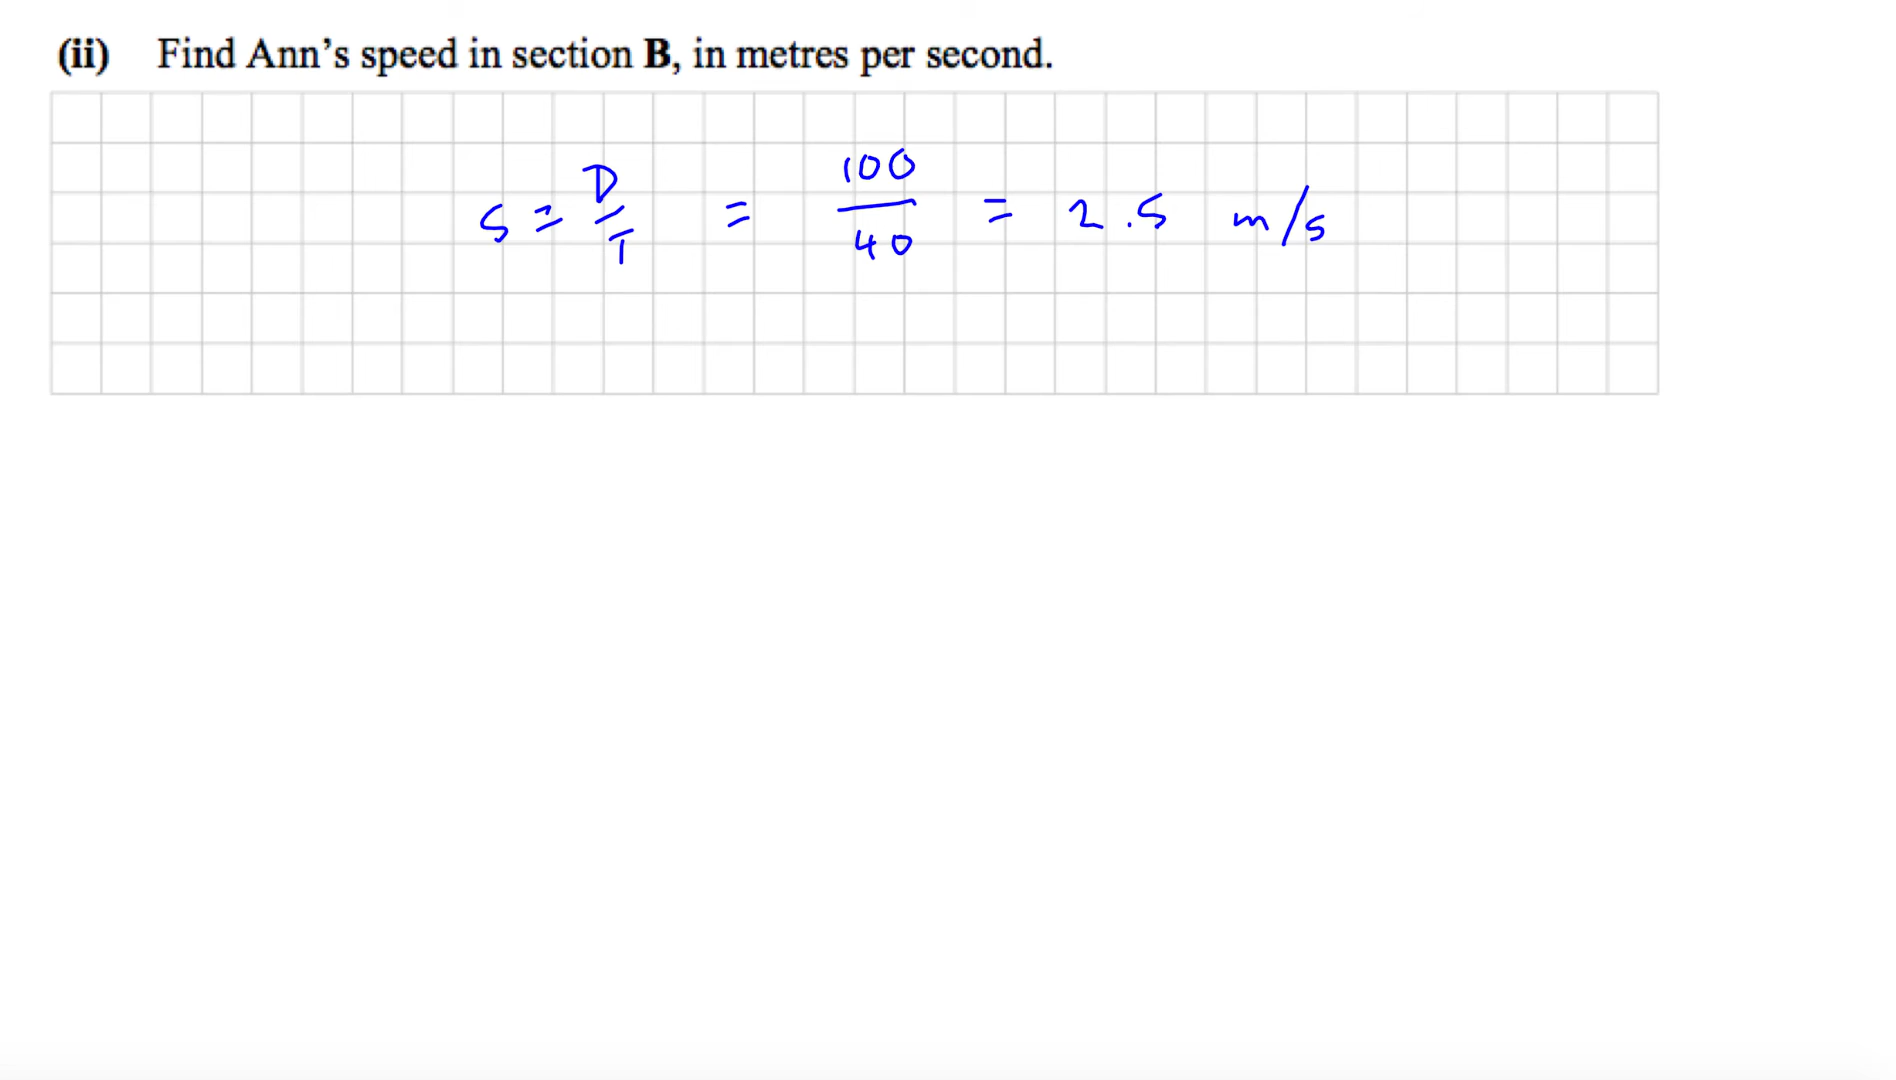 (ii) Find Ann's speed in section B, in metres per second.
S = D/T = 100/40 = 2.5 m/s